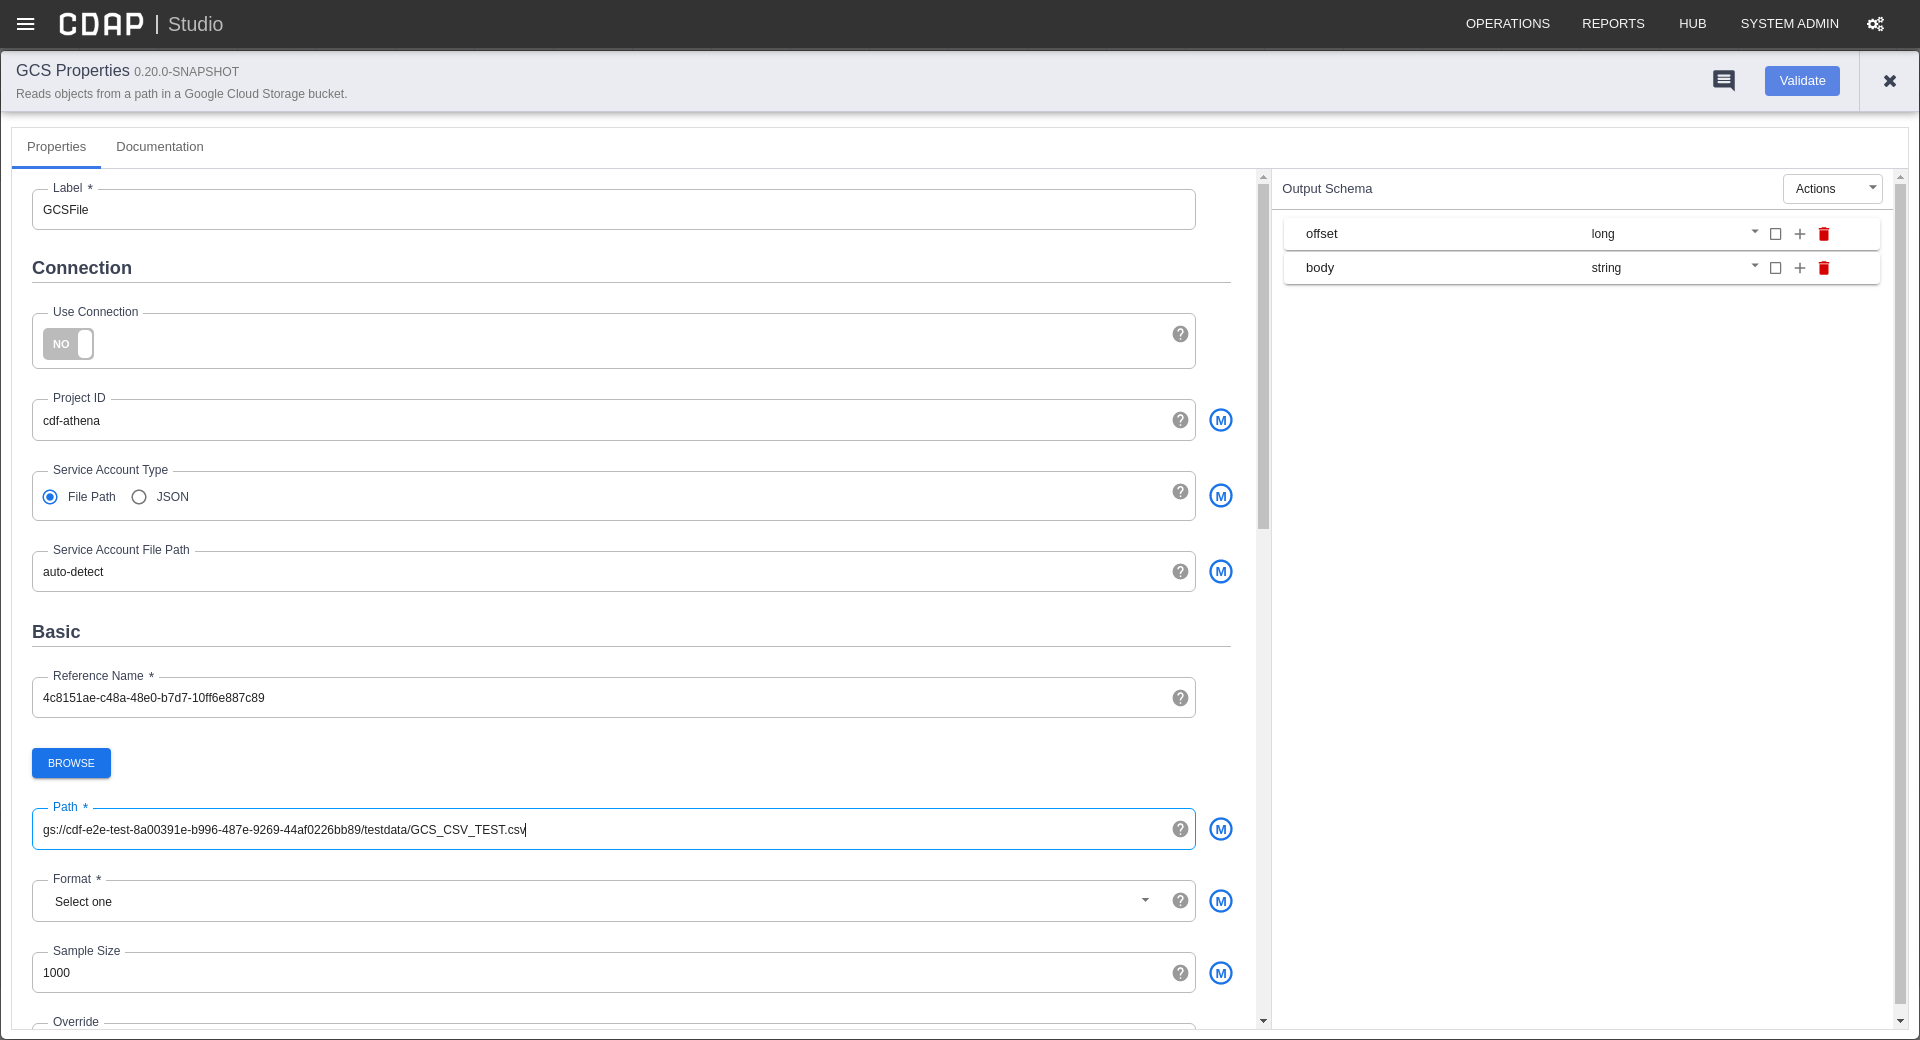 CDAP | Studio
OPERATIONS REPORTS HUB SYSTEM ADMIN
GCS Properties 0.20.0-SNAPSHOT
Reads objects from a path in a Google Cloud Storage bucket.
Validate
Properties Documentation
Label *
GCSFile
Connection
Use Connection
NO
Project ID
cdf-athena
M
Service Account Type
File Path JSON
M
Service Account File Path
auto-detect
M
Basic
Reference Name *
4c8151ae-c48a-48e0-b7d7-10ff6e887c89
BROWSE
Path *
gs://cdf-e2e-test-8a00391e-b996-487e-9269-44af0226bb89/testdata/GCS_CSV_TEST.csv
M
Format *
Select one
M
Sample Size
1000
M
Override
Output Schema
Actions
offset long
body string